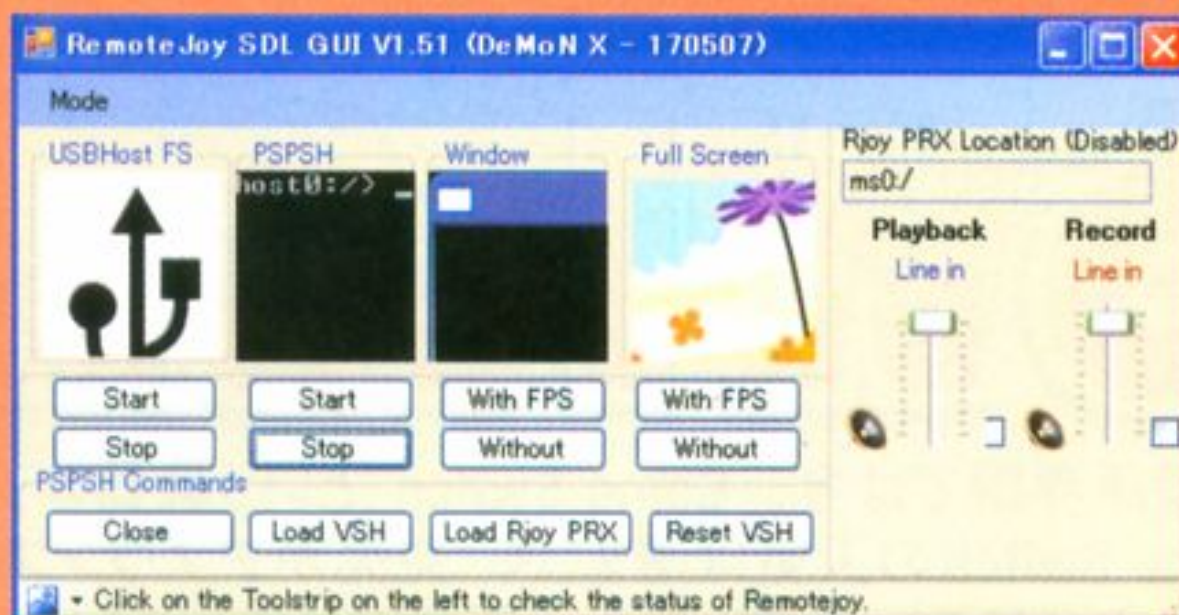 RemoteJoy SDL GUI V1.51 (DeMoN X - 170507)
Mode
USBHost FS
PSPSH
Window
Full Screen
Rjoy PRX Location (Disabled)
host0:/> _
ms0:/
Playback
Record
Line in
Line in
Start
Start
With FPS
With FPS
Stop
Stop
Without
Without
PSPSH Commands
Close
Load VSH
Load Rjoy PRX
Reset VSH
Click on the Toolstrip on the left to check the status of Remotejoy.